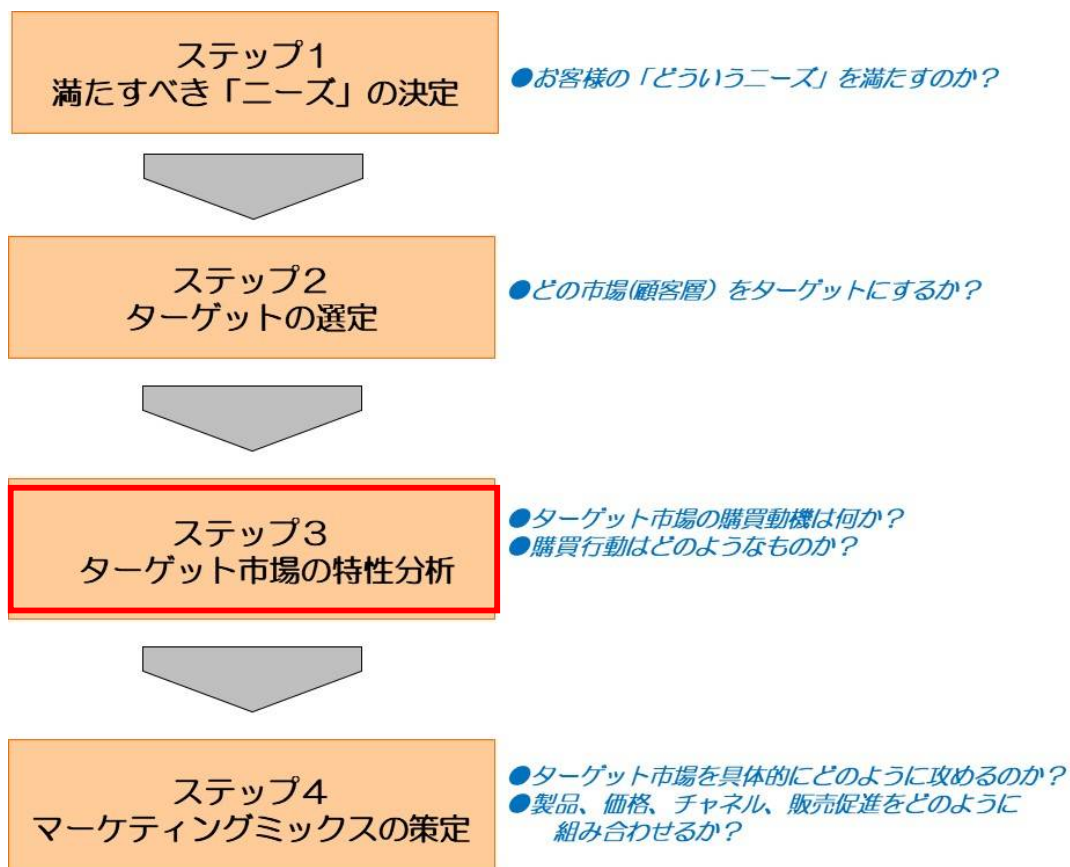 ステップ1
満たすべき「ニーズ」の決定
●お客様の「どういうニーズ」を満たすのか？
ステップ2
ターゲットの選定
●どの市場(顧客層）をターゲットにするか？
ステップ3
ターゲット市場の特性分析
●ターゲット市場の購買動機は何か？
●購買行動はどのようなものか？
ステップ4
マーケティングミックスの策定
●ターゲット市場を具体的にどのように攻めるのか？
●製品、価格、チャネル、販売促進をどのように
組み合わせるか？